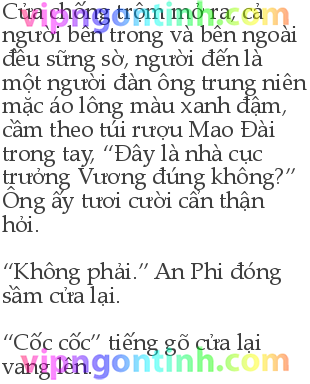 Cửa chống trộm mở ra, cả
người bên trong và bên ngoài
đều sững sờ, người đến là
một người đàn ông trung niên
mặc áo lông màu xanh đậm,
cầm theo túi rượu Mao Đài
trong tay, “Đây là nhà cục
trưởng Vương đúng không?”
Ông ấy tươi cười cẩn thận
hỏi.
“Không phải.” An Phi đóng
sầm cửa lại.
“Cốc cốc” tiếng gõ cửa lại
vang lên.
vipngontinh.com
vipngontinh.com